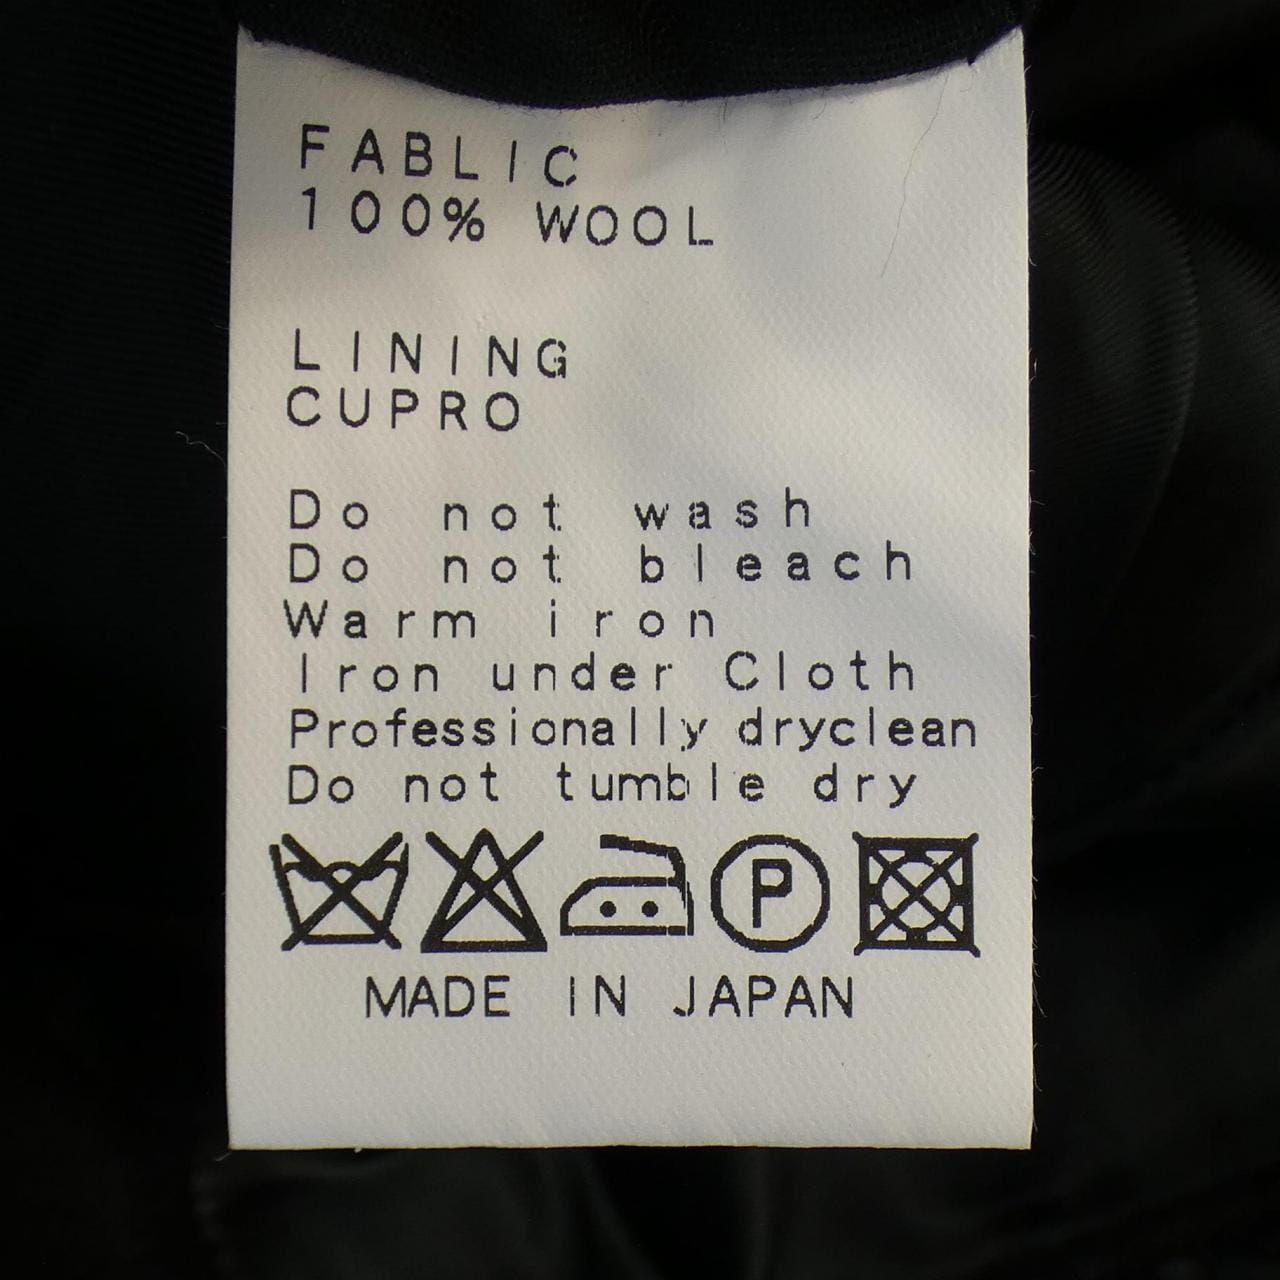 FABLIC
100% WOOL
LINING
CUPRO
Do not wash
Do not bleach
Warm iron
Iron under Cloth
Professionally dryclean
Do not tumble dry
P
MADE IN JAPAN